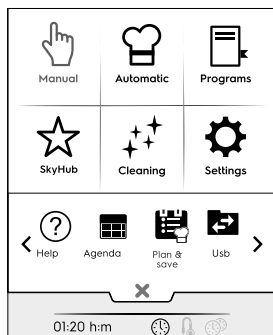 Manual Automatic Programs
SkyHub Cleaning Settings
Help Agenda Plan & save Usb
01:20 h:m